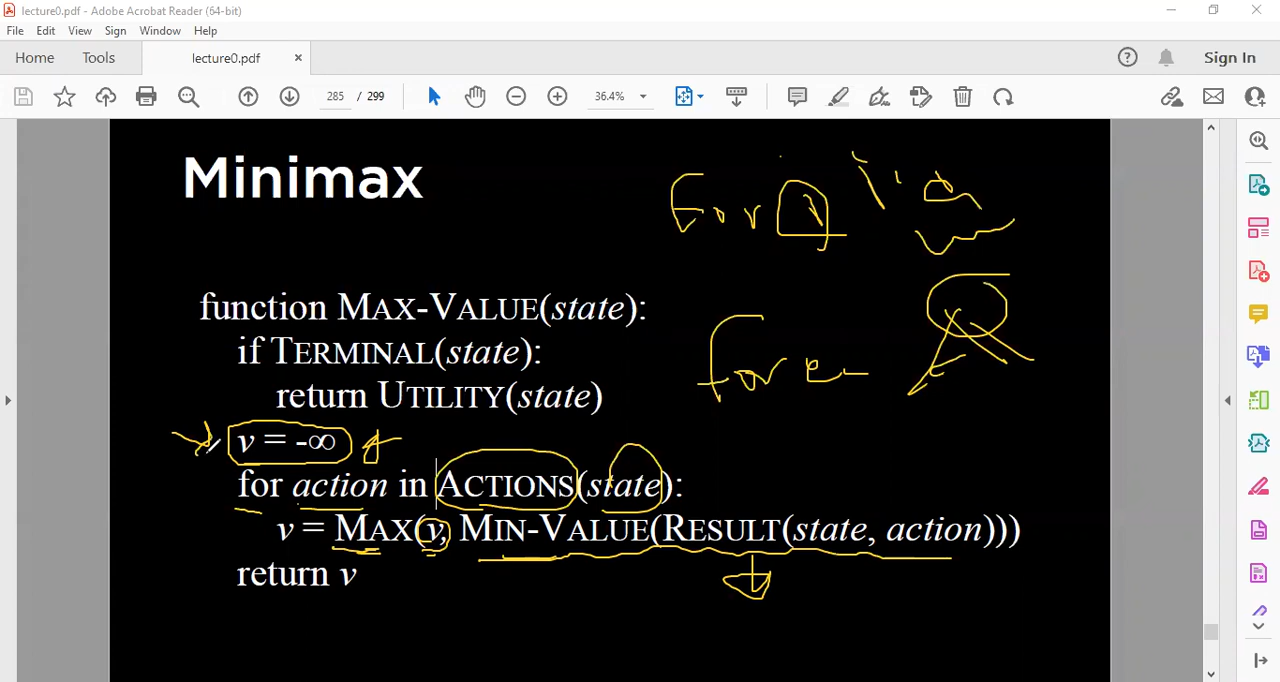 lecture0.pdf - Adobe Acrobat Reader (64-bit)
File Edit View Sign Window Help
Home Tools lecture0.pdf × Sign In
285 / 299 36.4%
Minimax
For
function MAX-VALUE(state):
if TERMINAL(state):
For
return UTILITY(state)
v = -∞
for action in ACTIONS(state):
v = MAX(v, MIN-VALUE(RESULT(state, action)))
return v